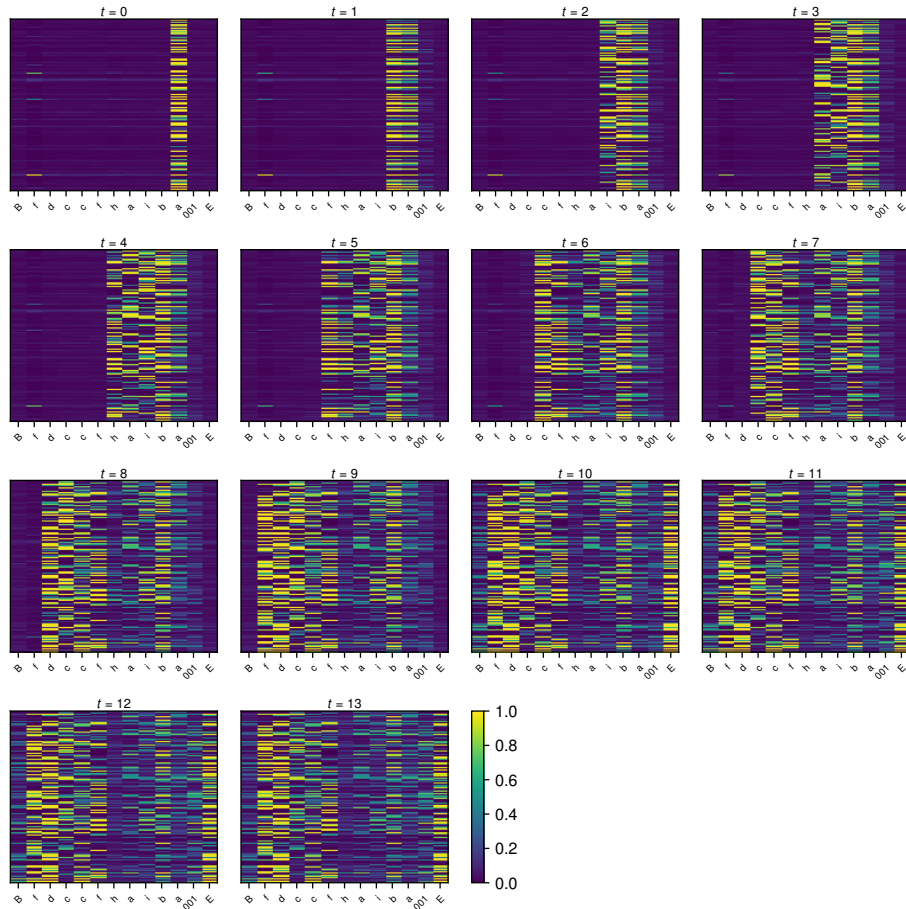 t = 0 t = 1 t = 2 t = 3
B f d c c f h a i b a 001 E B f d c c f h a i b a 001 E B f d c c f h a i b a 001 E B f d c c f h a i b a 001 E
t = 4 t = 5 t = 6 t = 7
B f d c c f h a i b a 001 E B f d c c f h a i b a 001 E B f d c c f h a i b a 001 E B f d c c f h a i b a 001 E
t = 8 t = 9 t = 10 t = 11
B f d c c f h a i b a 001 E B f d c c f h a i b a 001 E B f d c c f h a i b a 001 E B f d c c f h a i b a 001 E
t = 12 t = 13
1.0
0.8
0.6
0.4
0.2
0.0
B f d c c f h a i b a 001 E B f d c c f h a i b a 001 E